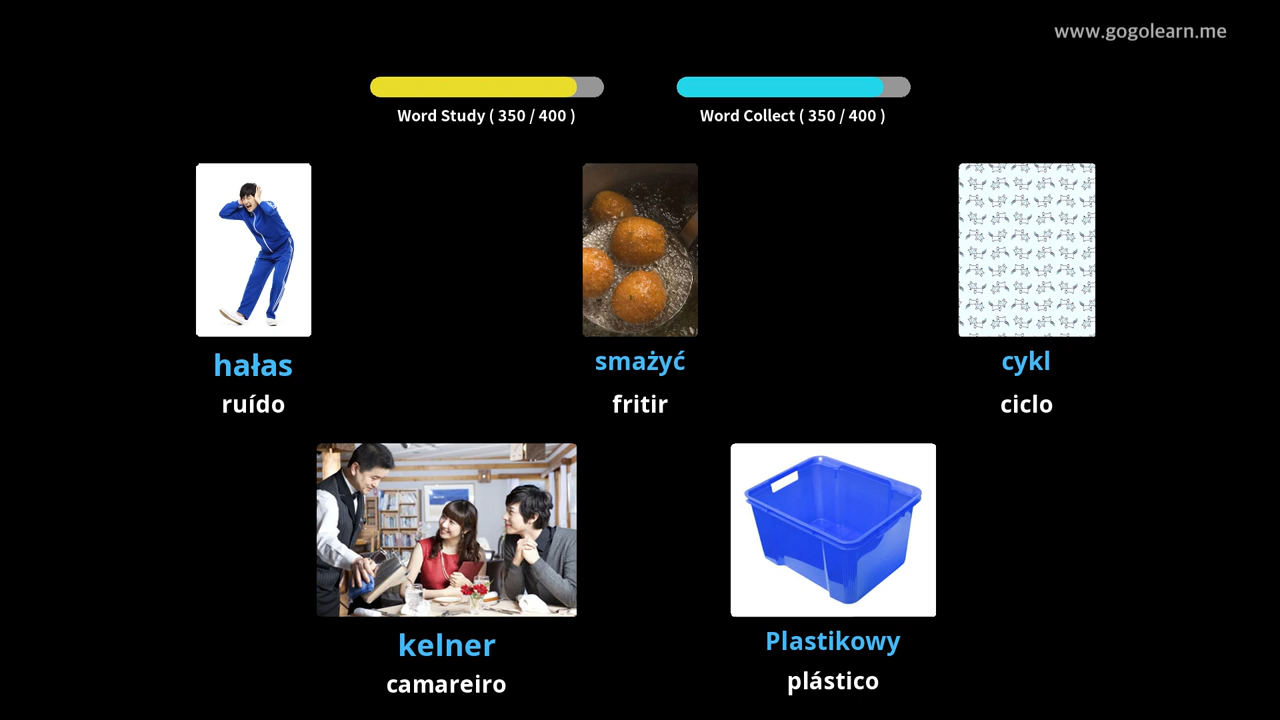 www.gogolearn.me
Word Study ( 350 / 400 )
Word Collect ( 350 / 400 )
hałas
smażyć
cykl
ruído
fritir
ciclo
kelner
Plastikowy
camareiro
plástico